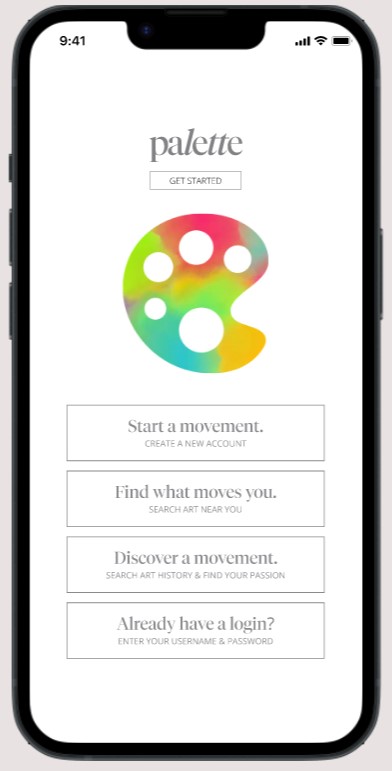 9:41
palette
GET STARTED
Start a movement.
CREATE A NEW ACCOUNT
Find what moves you.
SEARCH ART NEAR YOU
Discover a movement.
SEARCH ART HISTORY & FIND YOUR PASSION
Already have a login?
ENTER YOUR USERNAME & PASSWORD